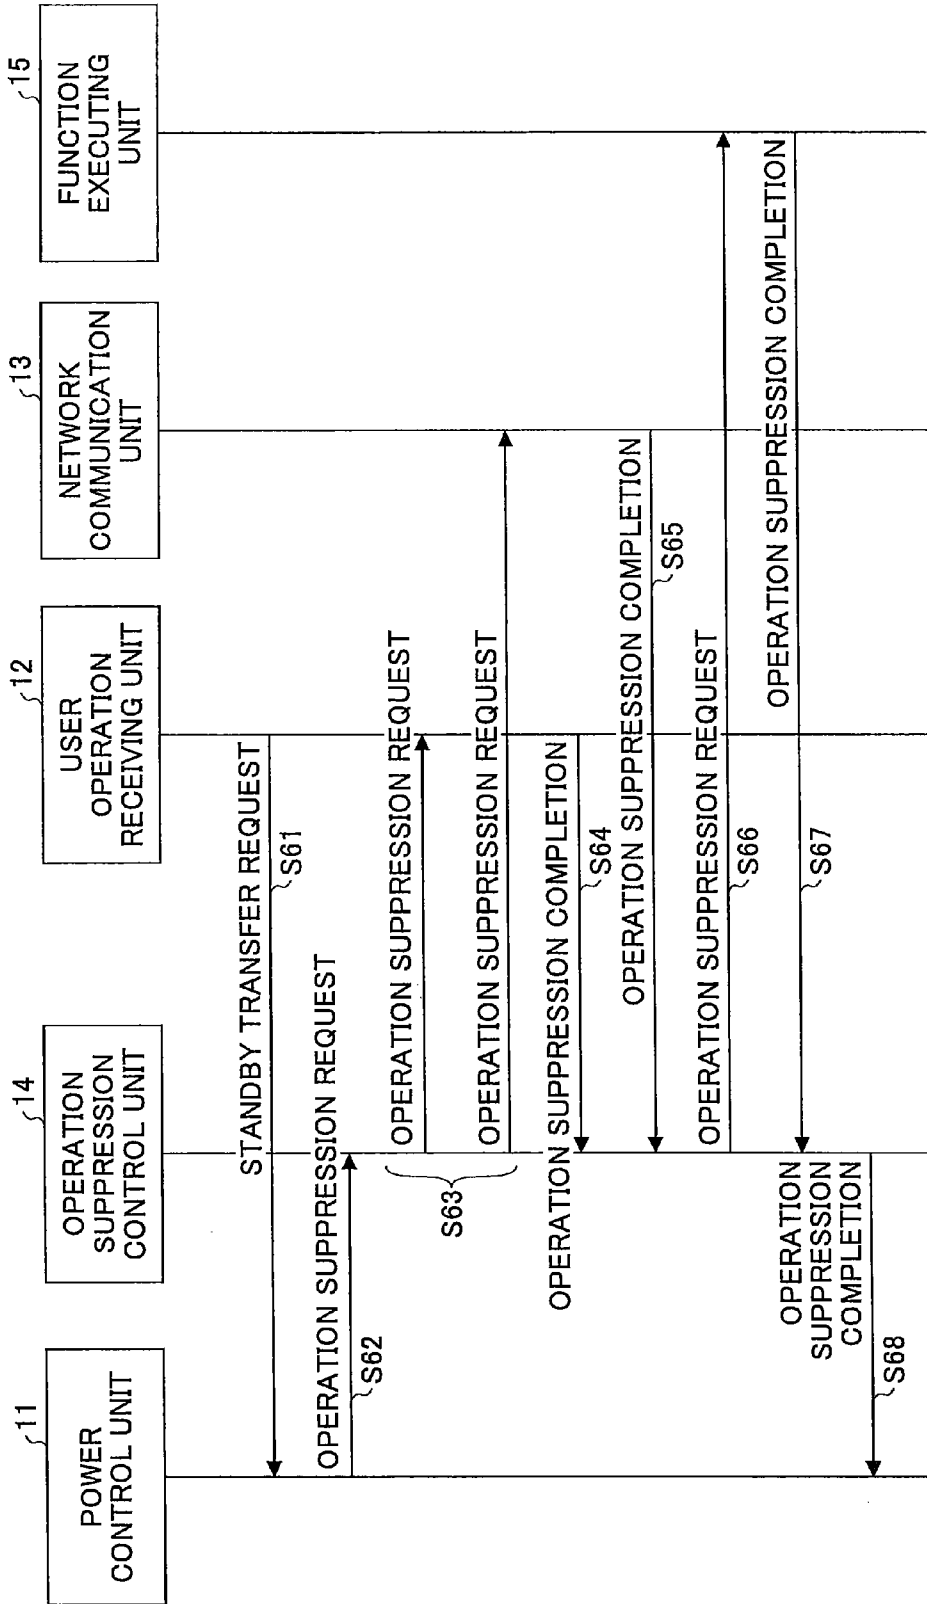 11
POWER
CONTROL UNIT
14
OPERATION
SUPPRESSION
CONTROL UNIT
12
USER
OPERATION
RECEIVING UNIT
13
NETWORK
COMMUNICATION
UNIT
15
FUNCTION
EXECUTING
UNIT
STANDBY TRANSFER REQUEST
S61
OPERATION SUPPRESSION REQUEST
S62
OPERATION SUPPRESSION REQUEST
S63
OPERATION SUPPRESSION REQUEST
OPERATION SUPPRESSION COMPLETION
S64
OPERATION SUPPRESSION COMPLETION
S65
OPERATION SUPPRESSION REQUEST
S66
OPERATION SUPPRESSION COMPLETION
S67
OPERATION
SUPPRESSION
COMPLETION
S68